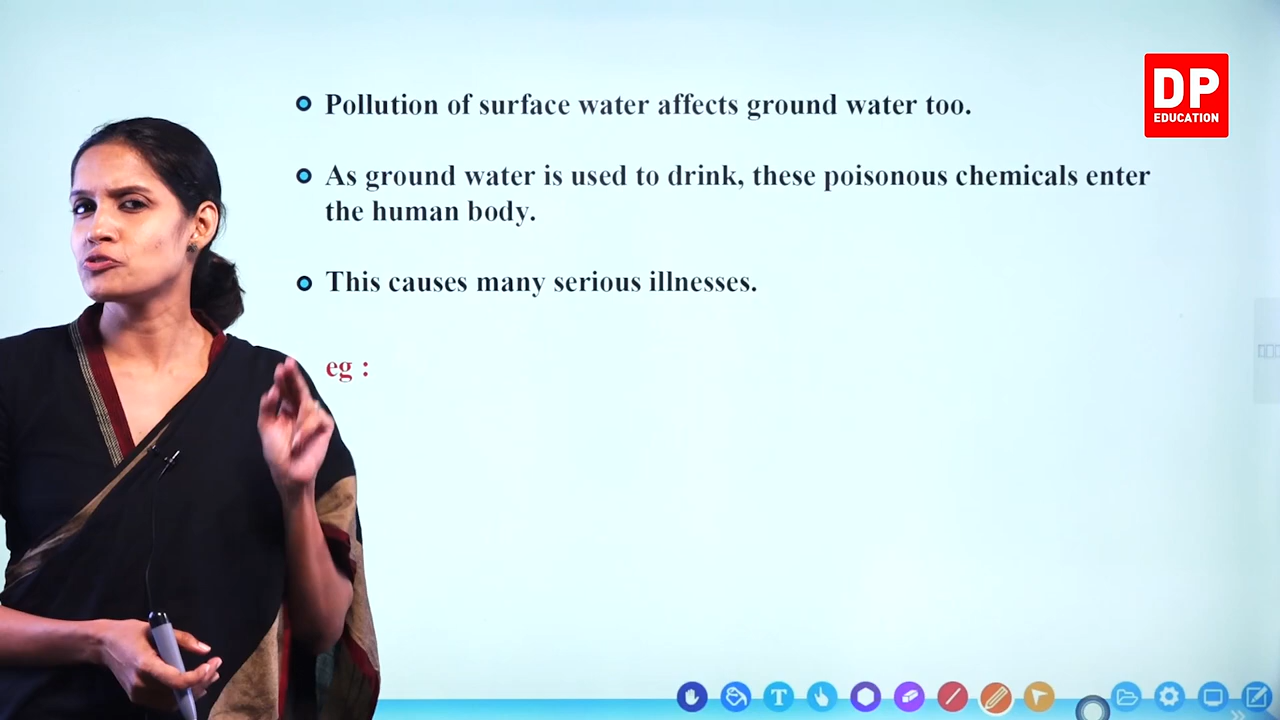 DP
EDUCATION
Pollution of surface water affects ground water too.
As ground water is used to drink, these poisonous chemicals enter
the human body.
This causes many serious illnesses.
eg :
T